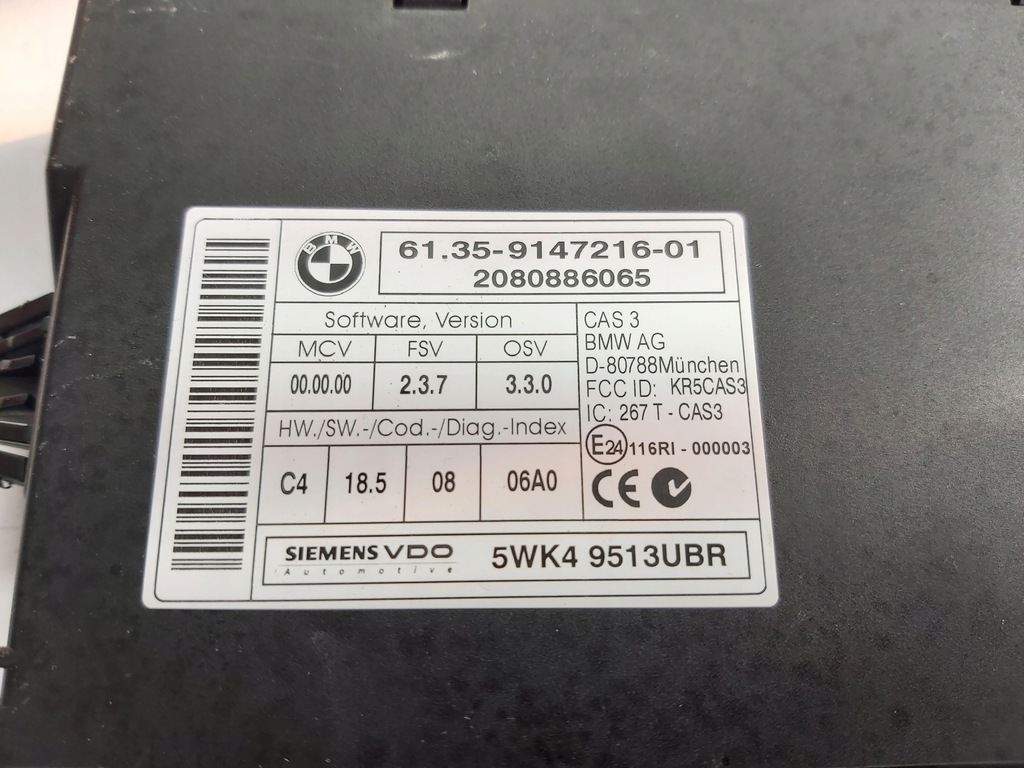 BMW
61.35-9147216-01
2080886065
Software, Version
MCV FSV OSV
00.00.00 2.3.7 3.3.0
HW./SW.-/Cod.-/Diag.-Index
C4 18.5 08 06A0
CAS 3
BMW AG
D-80788München
FCC ID: KR5CAS3
IC: 267 T - CAS3
E24 116RI - 000003
CE
SIEMENS VDO
Automotive
5WK4 9513UBR